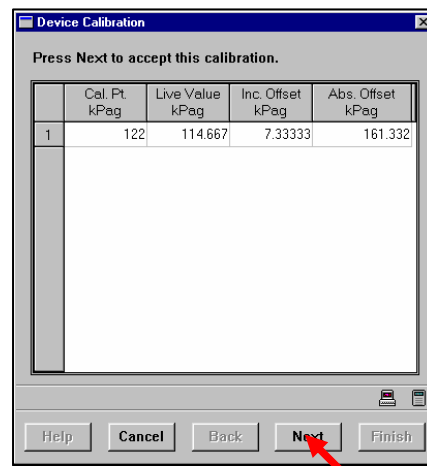 Device Calibration
Press Next to accept this calibration.
Cal. Pt. Live Value Inc. Offset Abs. Offset
kPag kPag kPag kPag
1 122 114.667 7.33333 161.332
Help Cancel Back Next Finish